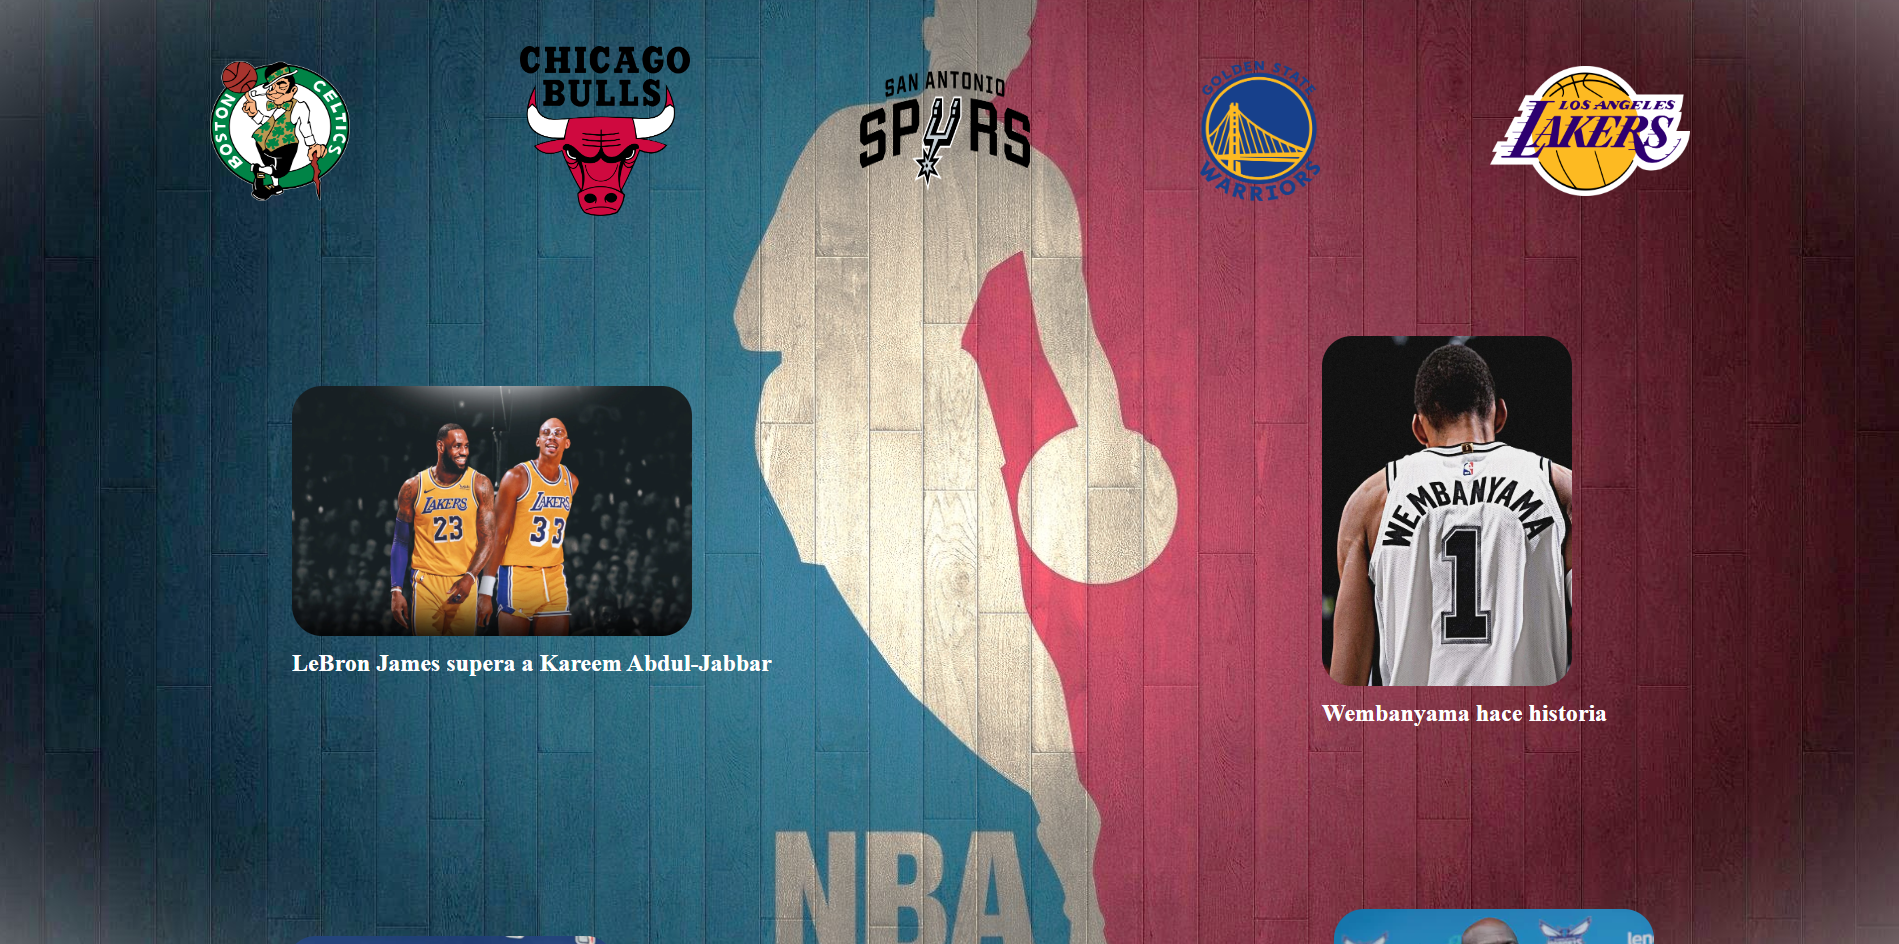 BOSTON CELTICS
CHICAGO
BULLS
SAN ANTONIO
SPURS
GOLDEN STATE
WARRIORS
LOS ANGELES
LAKERS
LAKERS
23
LAKERS
33
WEMBANYAMA
1
LeBron James supera a Kareem Abdul-Jabbar
Wembanyama hace historia
NBA